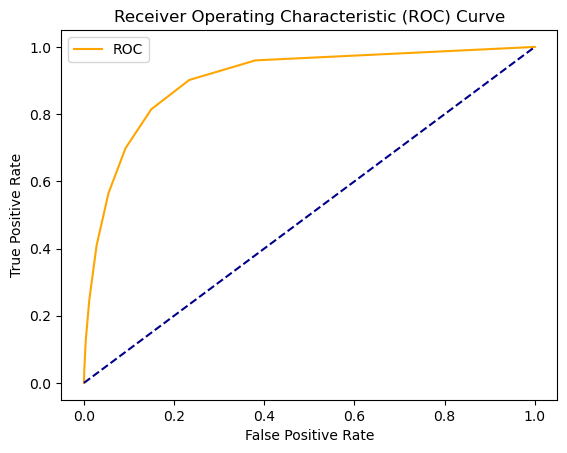 Receiver Operating Characteristic (ROC) Curve
ROC
1.0
0.8
0.6
0.4
0.2
0.0
True Positive Rate
0.0 0.2 0.4 0.6 0.8 1.0
False Positive Rate